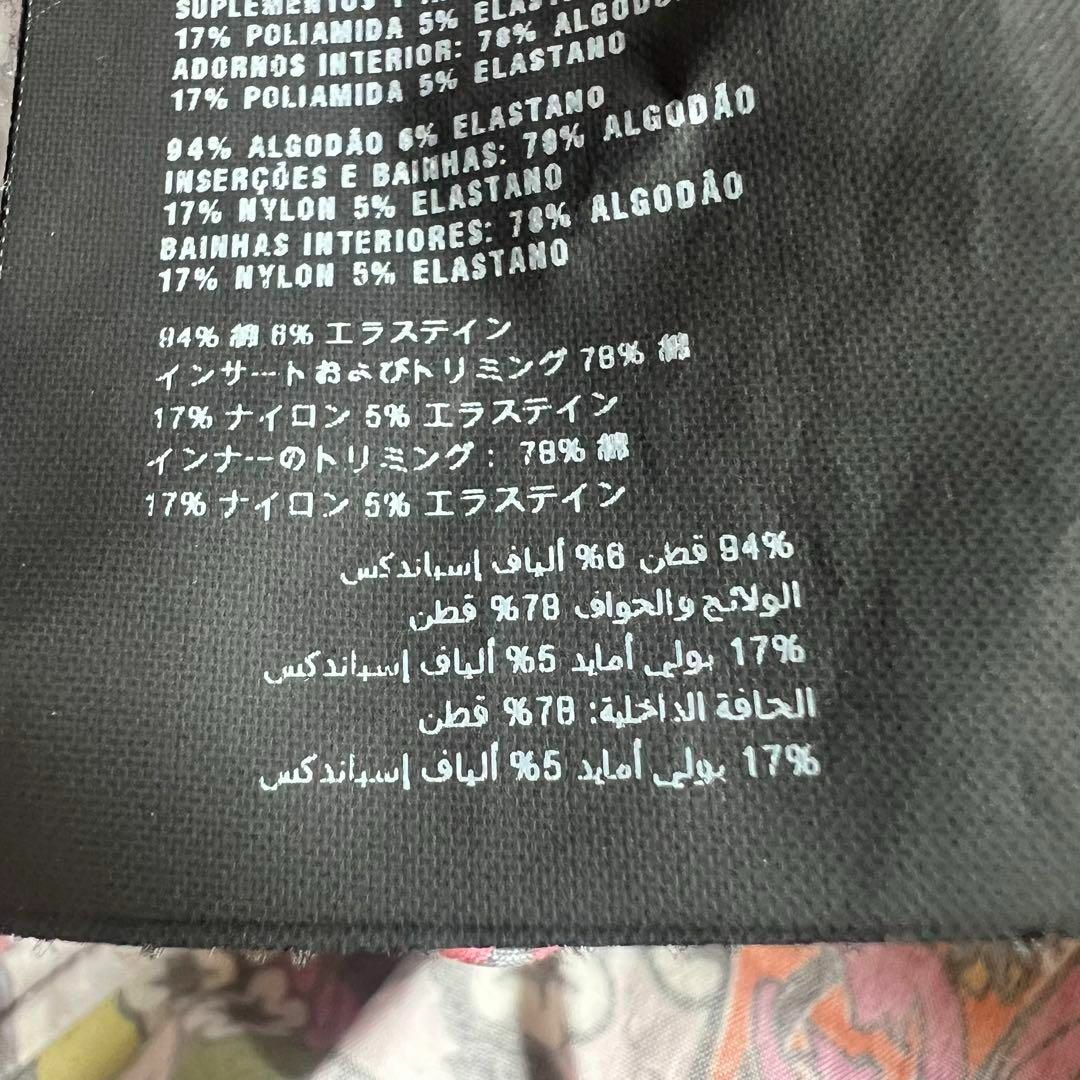 SUPLEMENTOS
17% POLIAMIDA 5%
ADORNOS INTERIOR: 78% ALGODÓN
17% POLIAMIDA 5% ELASTANO
94% ALGODÃO 6% ELASTANO
INSERÇÕES E BAINHAS: 78% ALGODÃO
17% NYLON 5% ELASTANO
BAINHAS INTERIORES: 78% ALGODÃO
17% NYLON 5% ELASTANO
94% 綿 6% エラステイン
インサートおよびトリミング 78% 綿
17% ナイロン 5% エラステイン
インナーのトリミング： 78% 綿
17% ナイロン 5% エラステイン
94% قطن 6% ألياف إسباندكس
الولائج والحواف 78% قطن
17% بولي أمايد 5% ألياف إسباندكس
الحافة الداخلية: 78% قطن
17% بولي أمايد 5% ألياف إسباندكس